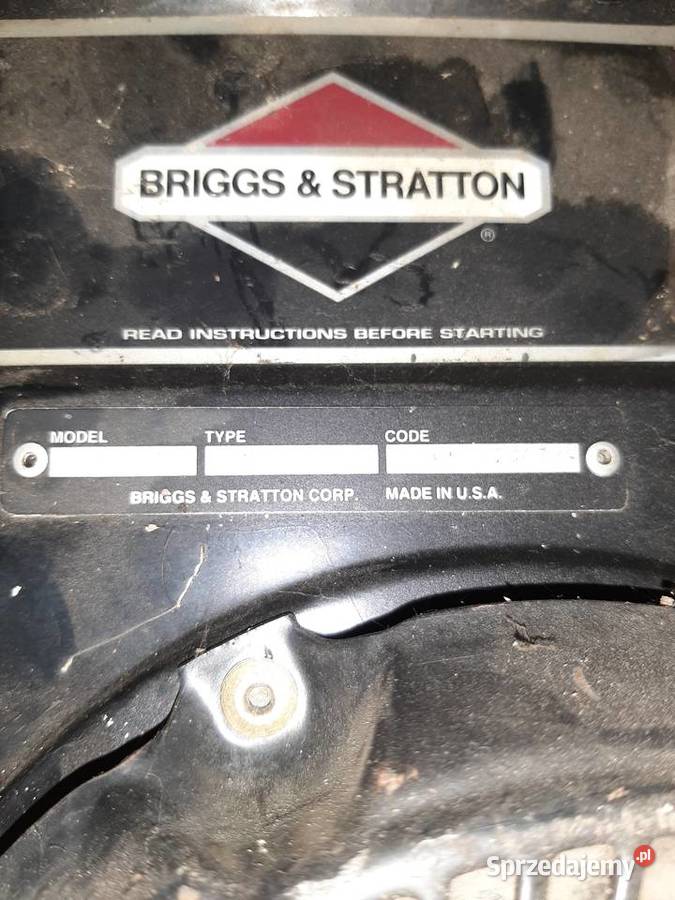 BRIGGS & STRATTON
®
READ INSTRUCTIONS BEFORE STARTING
MODEL TYPE CODE
BRIGGS & STRATTON CORP. MADE IN U.S.A.
Sprzedajemy.pl